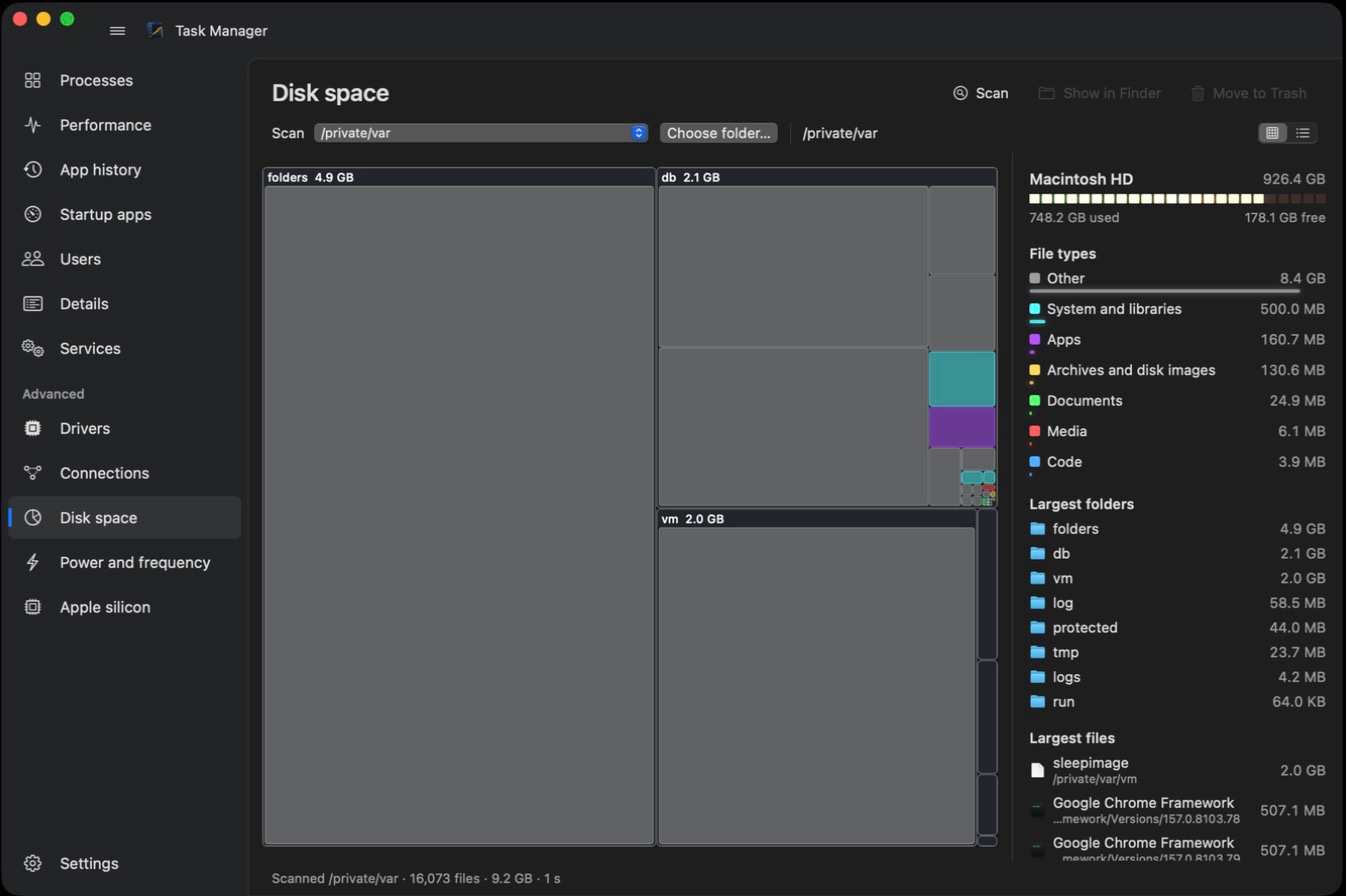 Task Manager
Processes
Performance
App history
Startup apps
Users
Details
Services
Advanced
Drivers
Connections
Disk space
Power and frequency
Apple silicon
Settings
Disk space
Scan
Show in Finder
Move to Trash
Scan
/private/var
Choose folder...
/private/var
folders 4.9 GB
db 2.1 GB
vm 2.0 GB
Macintosh HD 926.4 GB
748.2 GB used 178.1 GB free
File types
Other 8.4 GB
System and libraries 500.0 MB
Apps 160.7 MB
Archives and disk images 130.6 MB
Documents 24.9 MB
Media 6.1 MB
Code 3.9 MB
Largest folders
folders 4.9 GB
db 2.1 GB
vm 2.0 GB
log 58.5 MB
protected 44.0 MB
tmp 23.7 MB
logs 4.2 MB
run 64.0 KB
Largest files
sleepimage 2.0 GB
/private/var/vm
Google Chrome Framework 507.1 MB
...mework/Versions/157.0.8103.78
Google Chrome Framework 507.1 MB
...mework/Versions/157.0.8103.79
Scanned /private/var · 16,073 files · 9.2 GB · 1 s